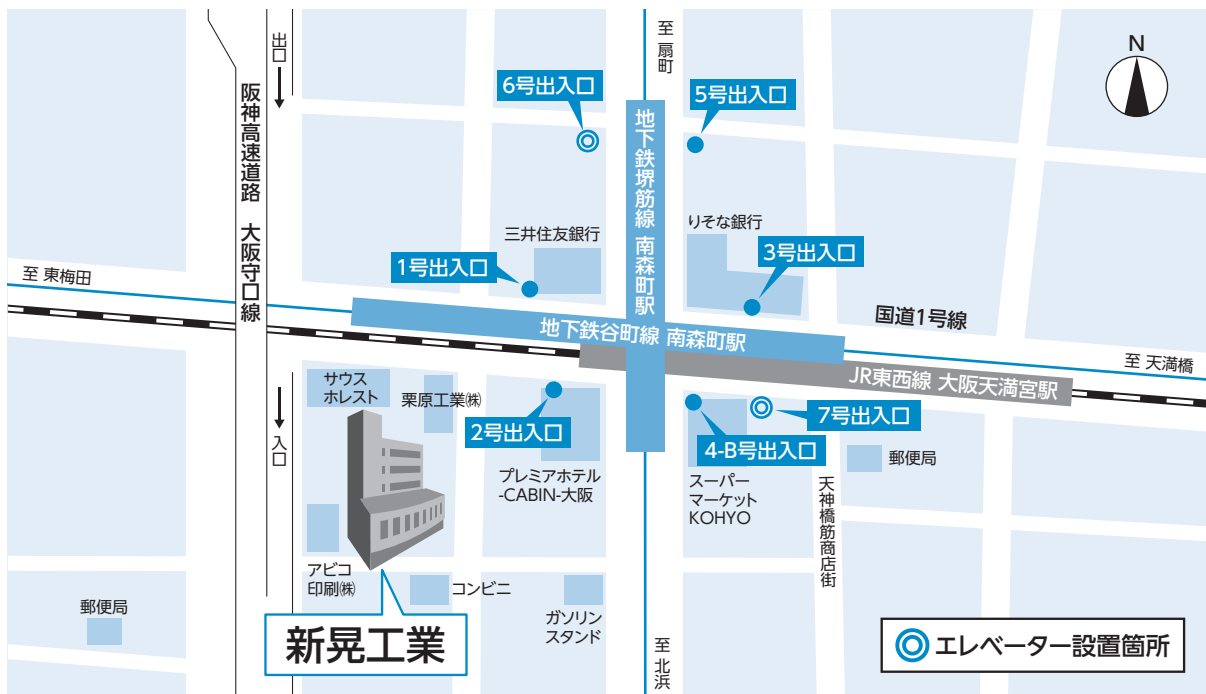 出口
至 扇町
N
6号出入口
5号出入口
阪神高速道路 大阪守口線
地下鉄堺筋線 南森町駅
三井住友銀行
りそな銀行
1号出入口
3号出入口
至 東梅田
国道1号線
地下鉄谷町線 南森町駅
至 天満橋
JR東西線 大阪天満宮駅
サウス
ホレスト
栗原工業㈱
2号出入口
7号出入口
4-B号出入口
入口
郵便局
プレミアホテル
-CABIN-大阪
スーパー
マーケット
KOHYO
天神橋筋商店街
アビコ
印刷㈱
コンビニ
郵便局
ガソリン
スタンド
新晃工業
至 北浜
エレベーター設置箇所